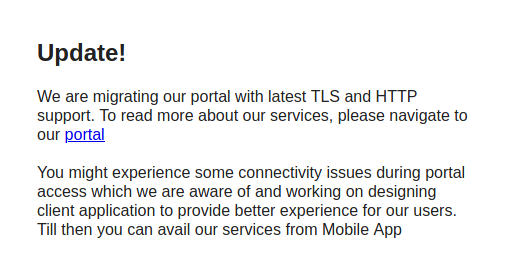 Update!
We are migrating our portal with latest TLS and HTTP
support. To read more about our services, please navigate to
our portal
You might experience some connectivity issues during portal
access which we are aware of and working on designing
client application to provide better experience for our users.
Till then you can avail our services from Mobile App